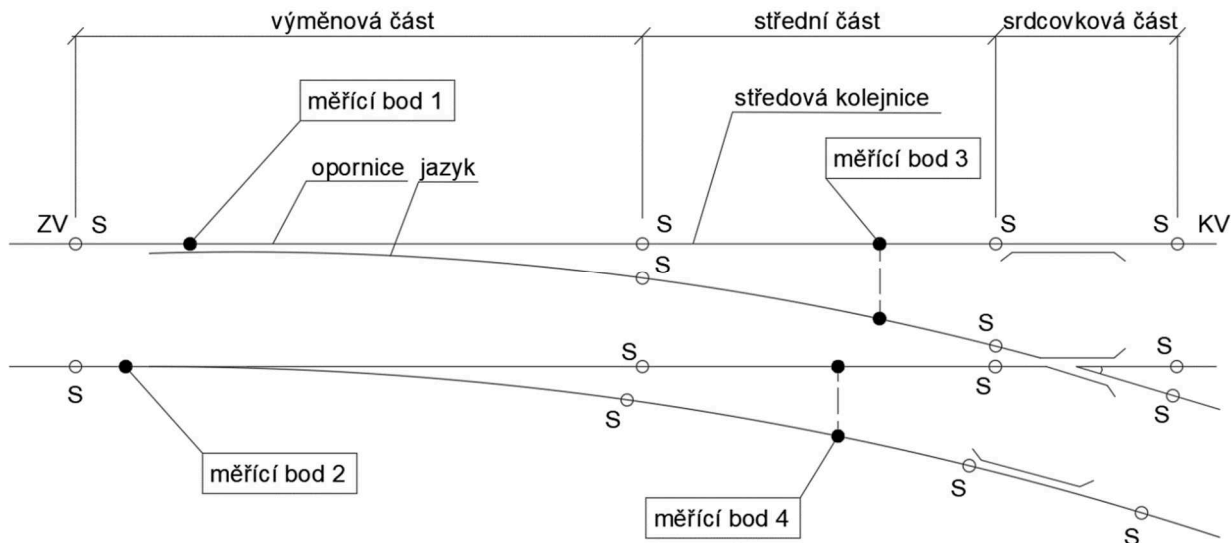 výměnová část
střední část
srdcovková část
měřící bod 1
středová kolejnice
měřící bod 3
opornice
jazyk
ZV
S
S
S
S
KV
S
S
S
S
S
S
S
S
S
měřící bod 2
S
S
měřící bod 4